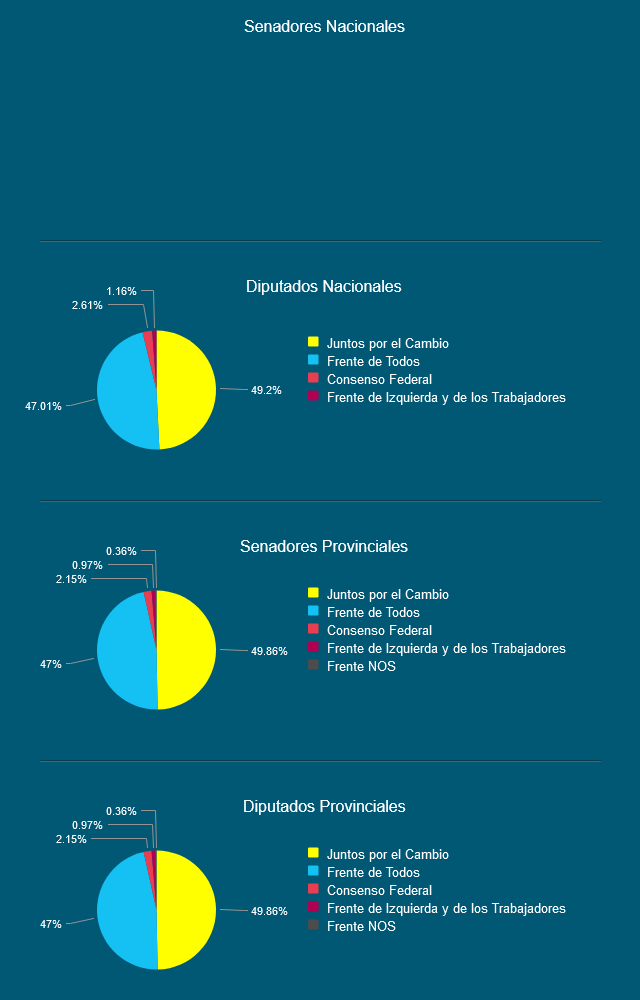 Senadores Nacionales
Diputados Nacionales
1.16%
2.61%
47.01%
49.2%
Juntos por el Cambio
Frente de Todos
Consenso Federal
Frente de Izquierda y de los Trabajadores
Senadores Provinciales
0.36%
0.97%
2.15%
47%
49.86%
Juntos por el Cambio
Frente de Todos
Consenso Federal
Frente de Izquierda y de los Trabajadores
Frente NOS
Diputados Provinciales
0.36%
0.97%
2.15%
47%
49.86%
Juntos por el Cambio
Frente de Todos
Consenso Federal
Frente de Izquierda y de los Trabajadores
Frente NOS